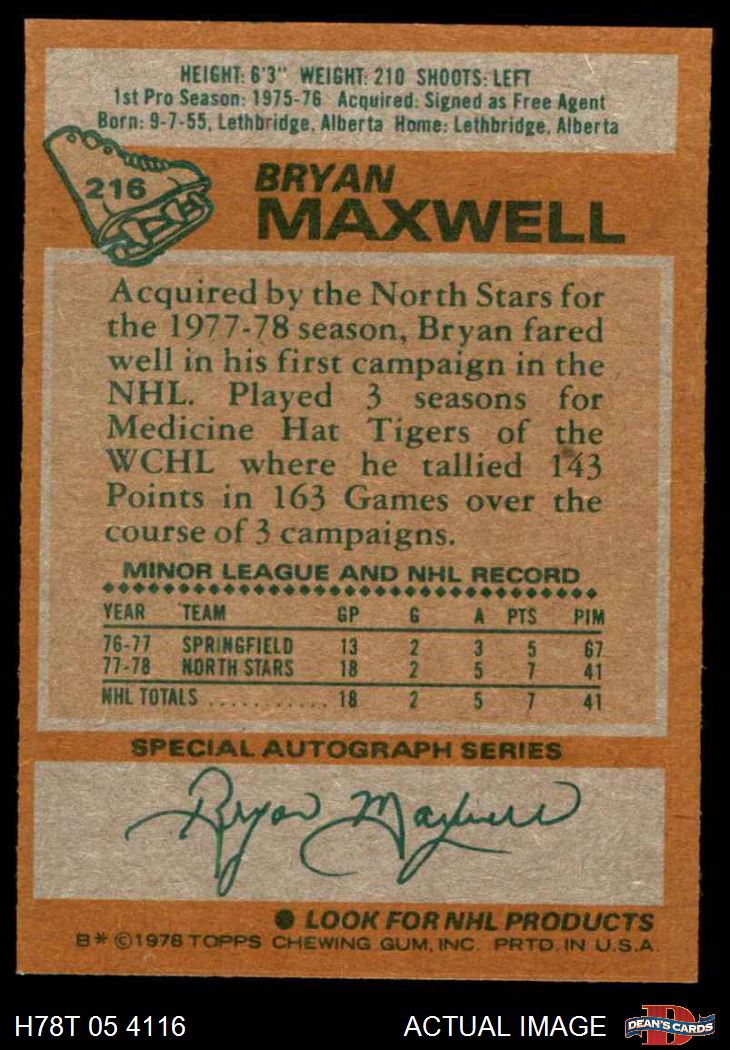 HEIGHT: 6'3" WEIGHT: 210 SHOOTS: LEFT
1st Pro Season: 1975-76 Acquired: Signed as Free Agent
Born: 9-7-55, Lethbridge, Alberta Home: Lethbridge, Alberta
216
BRYAN
MAXWELL
Acquired by the North Stars for
the 1977-78 season, Bryan fared
well in his first campaign in the
NHL. Played 3 seasons for
Medicine Hat Tigers of the
WCHL where he tallied 143
Points in 163 Games over the
course of 3 campaigns.
MINOR LEAGUE AND NHL RECORD
YEAR TEAM GP G A PTS PIM
76-77 SPRINGFIELD 13 2 3 5 67
77-78 NORTH STARS 18 2 5 7 41
NHL TOTALS ........... 18 2 5 7 41
SPECIAL AUTOGRAPH SERIES
Bryan Maxwell
● LOOK FOR NHL PRODUCTS
B* ©1978 TOPPS CHEWING GUM, INC. PRTD. IN U.S.A.
H78T 05 4116 ACTUAL IMAGE DEAN'S CARDS